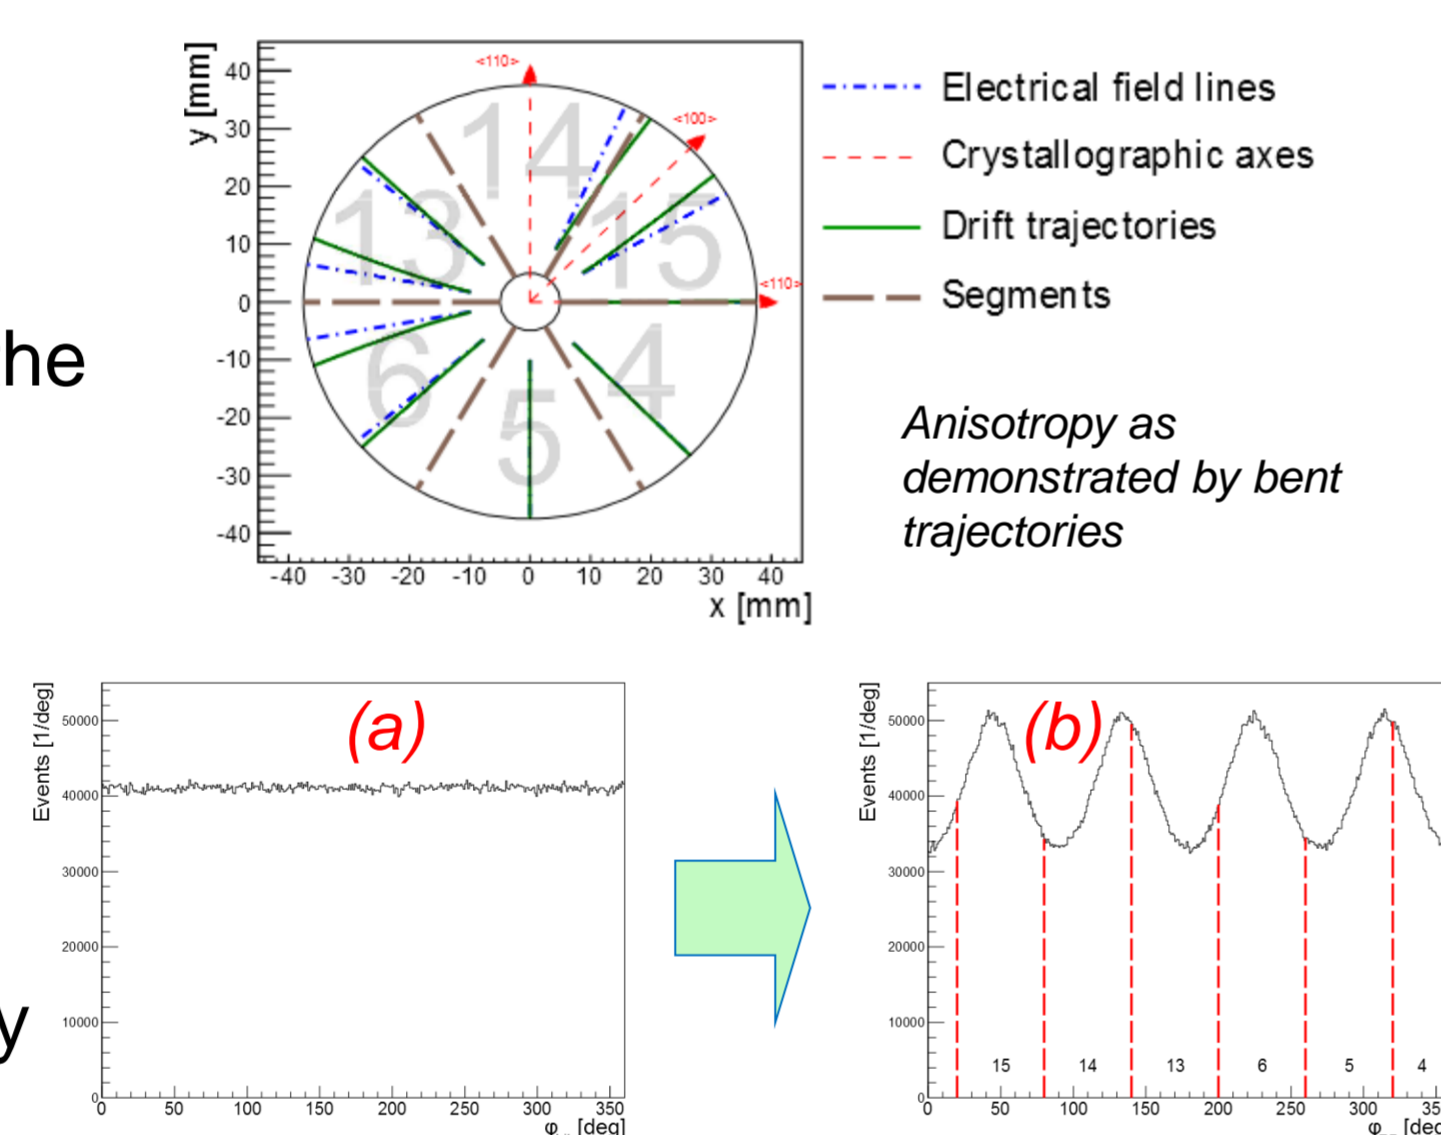 y [mm]
40
30
20
10
0
-10
-20
-30
-40
-40 -30 -20 -10 0 10 20 30 40
x [mm]
<110>
<100>
<110>
14
13
15
6
4
5
Electrical field lines
Crystallographic axes
Drift trajectories
Segments
he
Anisotropy as
demonstrated by bent
trajectories
y
(a)
Events [1/deg]
50000
40000
30000
20000
10000
0
0 50 100 150 200 250 300 350
[deg]
(b)
Events [1/deg]
50000
40000
30000
20000
10000
0
15 14 13 6 5 4
0 50 100 150 200 250 300